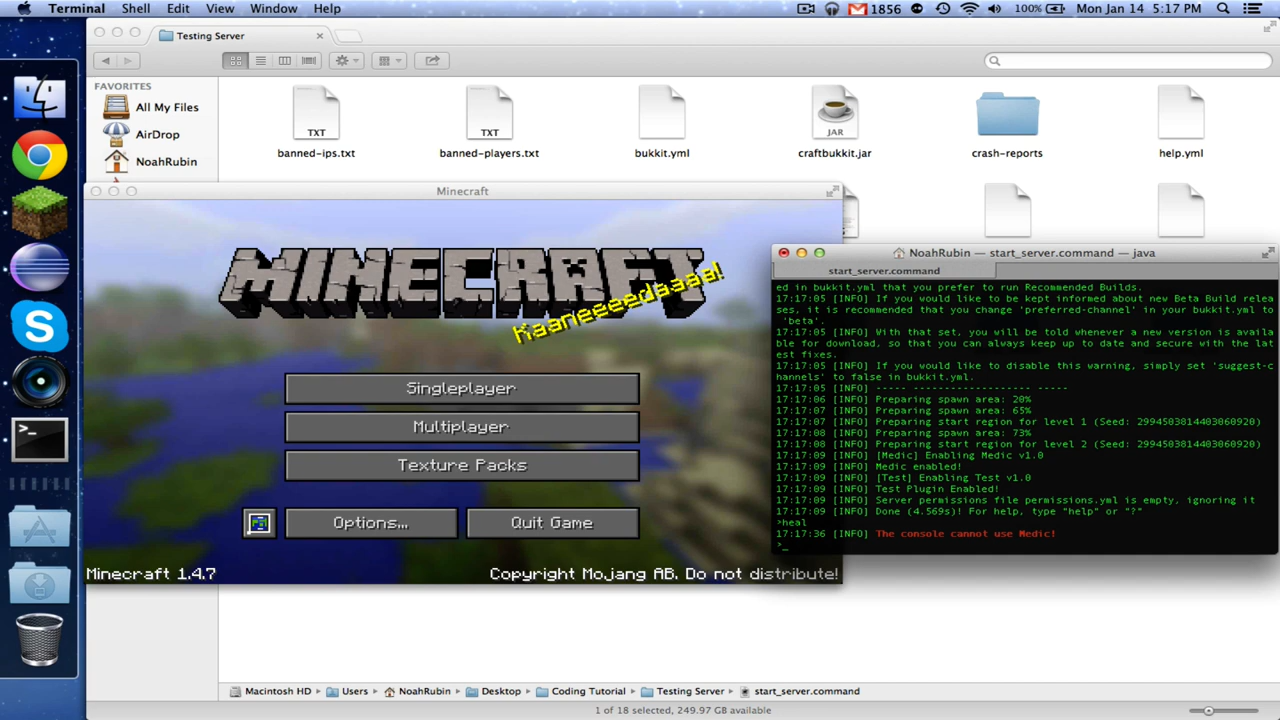 Terminal Shell Edit View Window Help 1856 100% Mon Jan 14 5:17 PM
Testing Server
FAVORITES
All My Files
AirDrop
NoahRubin
TXT
TXT
JAR
banned-ips.txt
banned-players.txt
bukkit.yml
craftbukkit.jar
crash-reports
help.yml
Minecraft
MINECRAFT
Kaaneeeedaaaa!
Singleplayer
Multiplayer
Texture Packs
Options...
Quit Game
Minecraft 1.4.7
Copyright Mojang AB. Do not distribute!
NoahRubin — start_server.command — java
start_server.command
ed in bukkit.yml that you prefer to run Recommended Builds.
17:17:05 [INFO] If you would like to be kept informed about new Beta Build relea
ses, it is recommended that you change 'preferred-channel' in your bukkit.yml to
'beta'.
17:17:05 [INFO] With that set, you will be told whenever a new version is availa
ble for download, so that you can always keep up to date and secure with the lat
est fixes.
17:17:05 [INFO] If you would like to disable this warning, simply set 'suggest-c
hannels' to false in bukkit.yml.
17:17:05 [INFO] ----- ------------------- -----
17:17:06 [INFO] Preparing spawn area: 20%
17:17:07 [INFO] Preparing spawn area: 65%
17:17:07 [INFO] Preparing start region for level 1 (Seed: 2994503814403060920)
17:17:08 [INFO] Preparing spawn area: 73%
17:17:08 [INFO] Preparing start region for level 2 (Seed: 2994503814403060920)
17:17:09 [INFO] [Medic] Enabling Medic v1.0
17:17:09 [INFO] Medic enabled!
17:17:09 [INFO] [Test] Enabling Test v1.0
17:17:09 [INFO] Test Plugin Enabled!
17:17:09 [INFO] Server permissions file permissions.yml is empty, ignoring it
17:17:09 [INFO] Done (4.569s)! For help, type "help" or "?"
>heal
17:17:36 [INFO] The console cannot use Medic!
>_
Macintosh HD ▸ Users ▸ NoahRubin ▸ Desktop ▸ Coding Tutorial ▸ Testing Server ▸ start_server.command
1 of 18 selected, 249.97 GB available